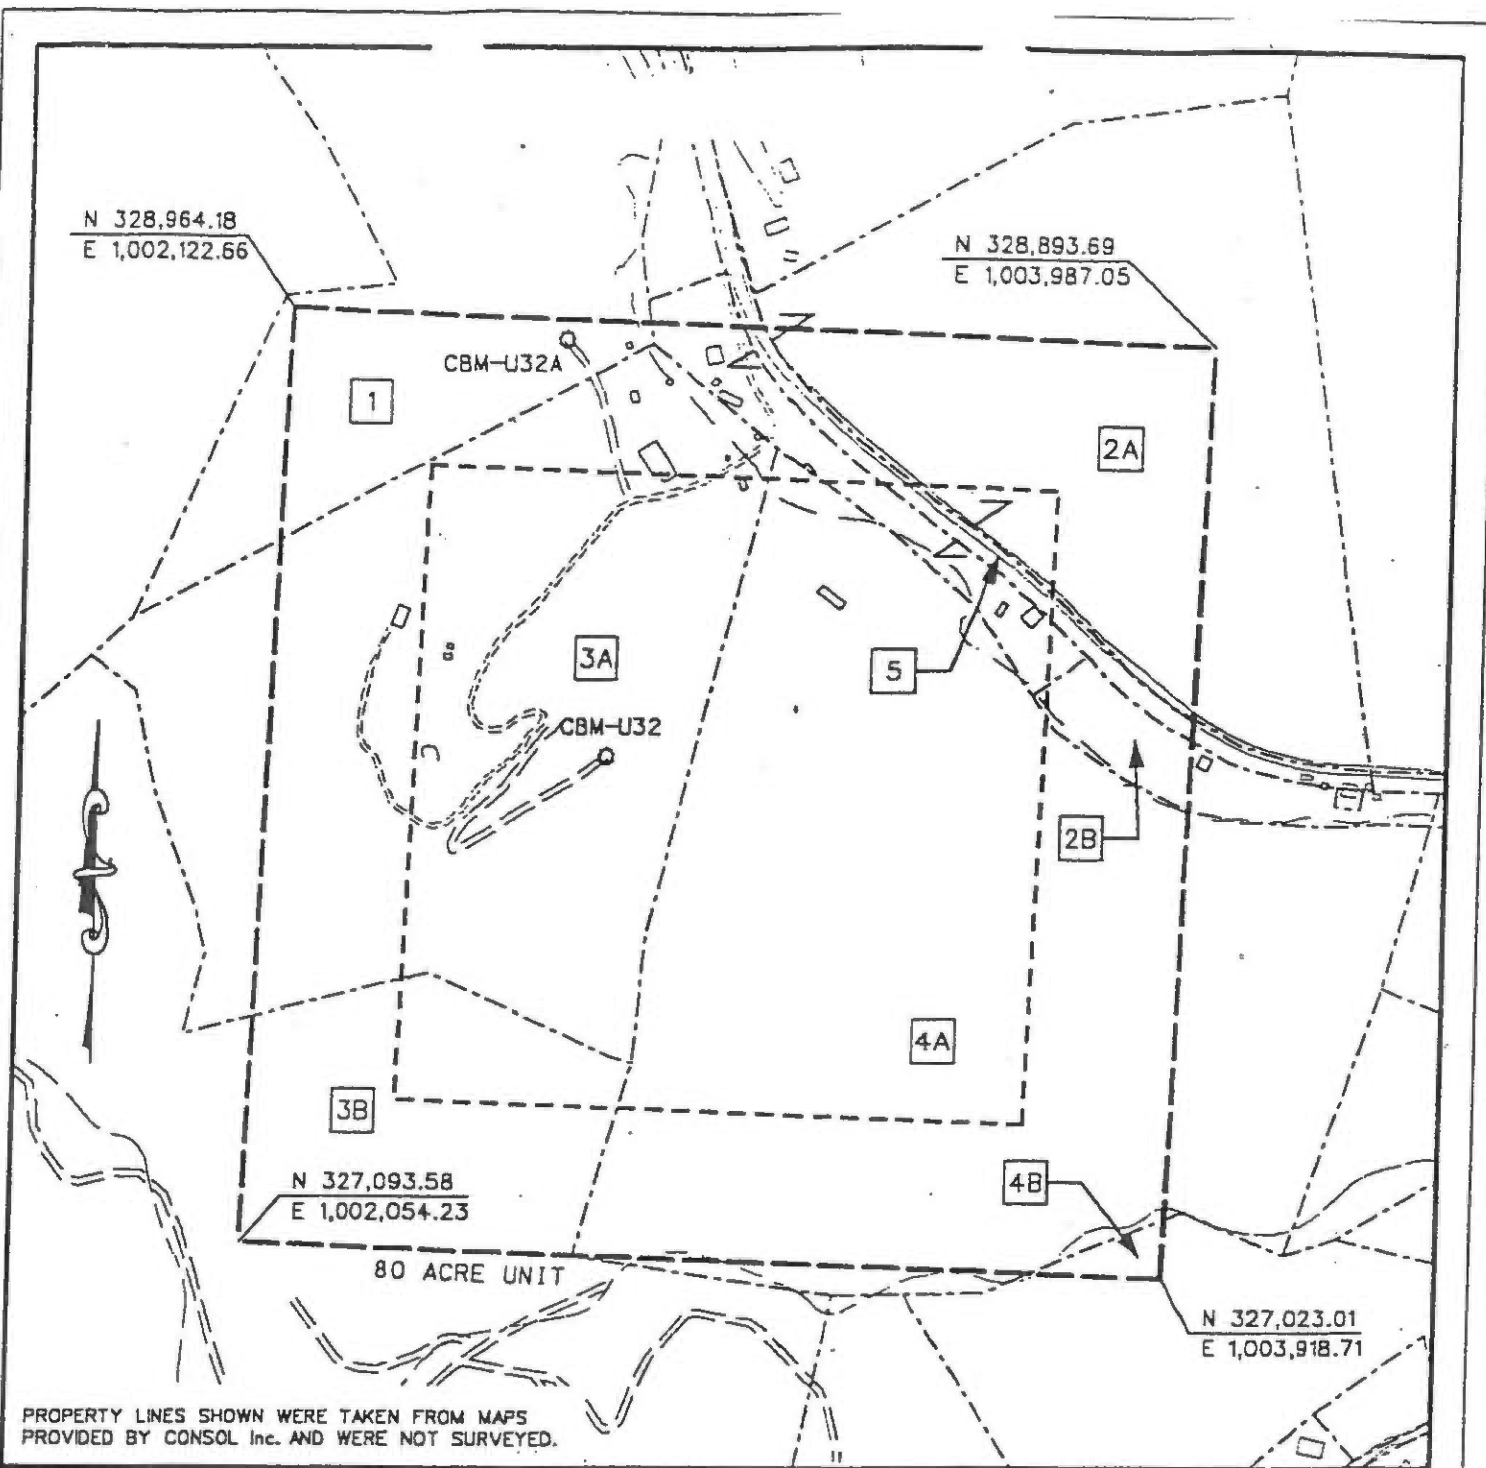 N 328,964.18
E 1,002,122.66
N 328,893.69
E 1,003,987.05
CBM-U32A
1
2A
3A
5
CBM-U32
2B
4A
3B
4B
N 327,093.58
E 1,002,054.23
80 ACRE UNIT
N 327,023.01
E 1,003,918.71
PROPERTY LINES SHOWN WERE TAKEN FROM MAPS
PROVIDED BY CONSOL Inc. AND WERE NOT SURVEYED.